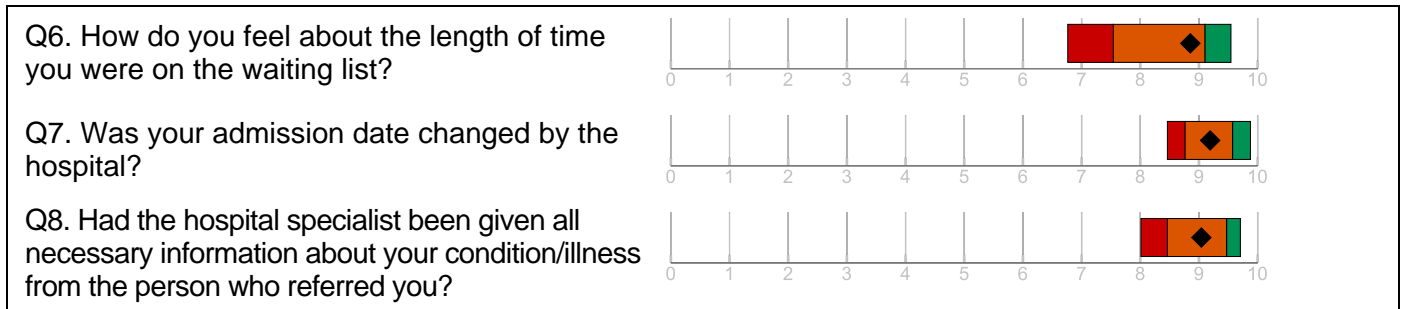 Q6. How do you feel about the length of time
you were on the waiting list?
0 1 2 3 4 5 6 7 8 9 10
Q7. Was your admission date changed by the
hospital?
0 1 2 3 4 5 6 7 8 9 10
Q8. Had the hospital specialist been given all
necessary information about your condition/illness
from the person who referred you?
0 1 2 3 4 5 6 7 8 9 10